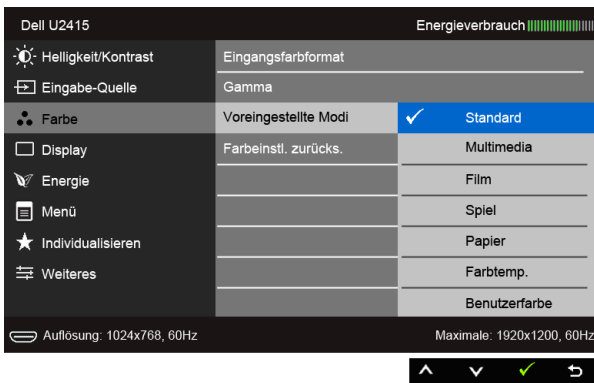 Dell U2415 Energieverbrauch
Helligkeit/Kontrast Eingangsfarbformat
Eingabe-Quelle Gamma
Farbe Voreingestellte Modi Standard
Display Farbeinstl. zurücks. Multimedia
Energie Film
Menü Spiel
Individualisieren Papier
Weiteres Farbtemp.
Benutzerfarbe
Auflösung: 1024x768, 60Hz Maximale: 1920x1200, 60Hz